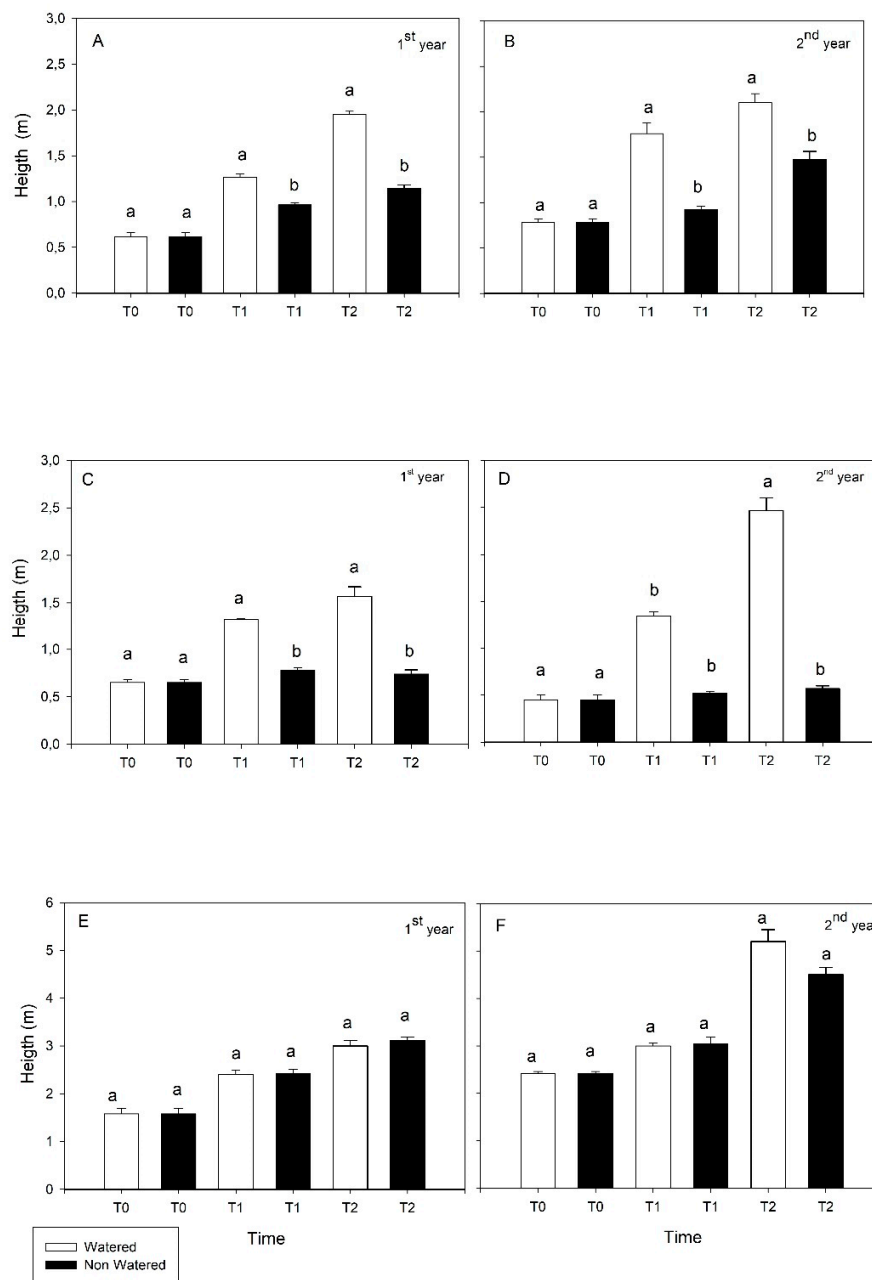 A
1st year
3,0
2,5
2,0
1,5
1,0
0,5
0,0
Heigth (m)
a a a b a b
T0 T0 T1 T1 T2 T2
B
2nd year
a a a b a b
T0 T0 T1 T1 T2 T2
C
1st year
3,0
2,5
2,0
1,5
1,0
0,5
0,0
Heigth (m)
a a a b a b
T0 T0 T1 T1 T2 T2
D
2nd year
a a b b a b
T0 T0 T1 T1 T2 T2
E
1st year
6
5
4
3
2
1
0
Heigth (m)
a a a a a a
T0 T0 T1 T1 T2 T2
Time
F
2nd yea
a a a a a a
T0 T0 T1 T1 T2 T2
Time
Watered
Non Watered